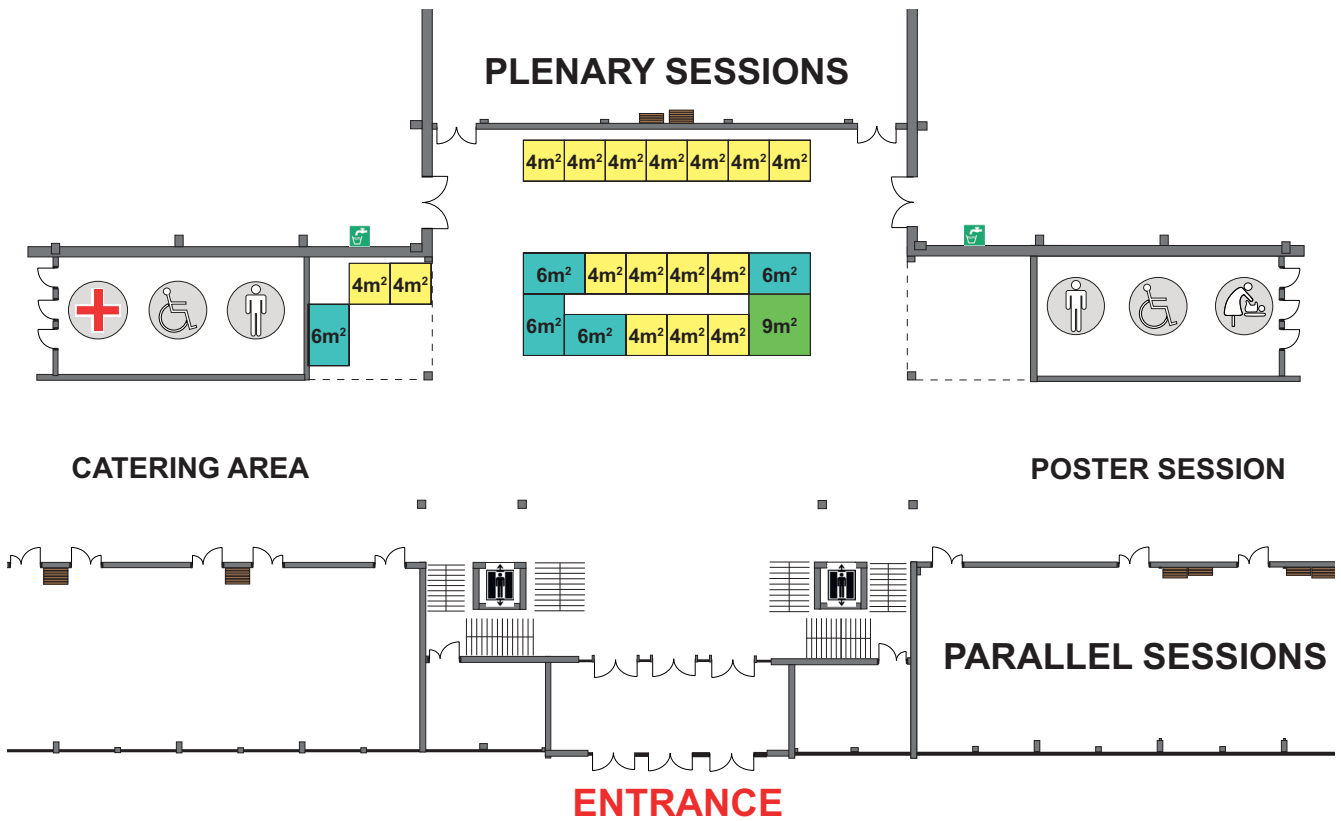 PLENARY SESSIONS
4m² 4m² 4m² 4m² 4m² 4m² 4m²
6m² 4m² 4m² 4m² 4m² 6m²
4m² 4m²
6m² 9m²
6m² 6m² 4m² 4m² 4m²
CATERING AREA
POSTER SESSION
PARALLEL SESSIONS
ENTRANCE